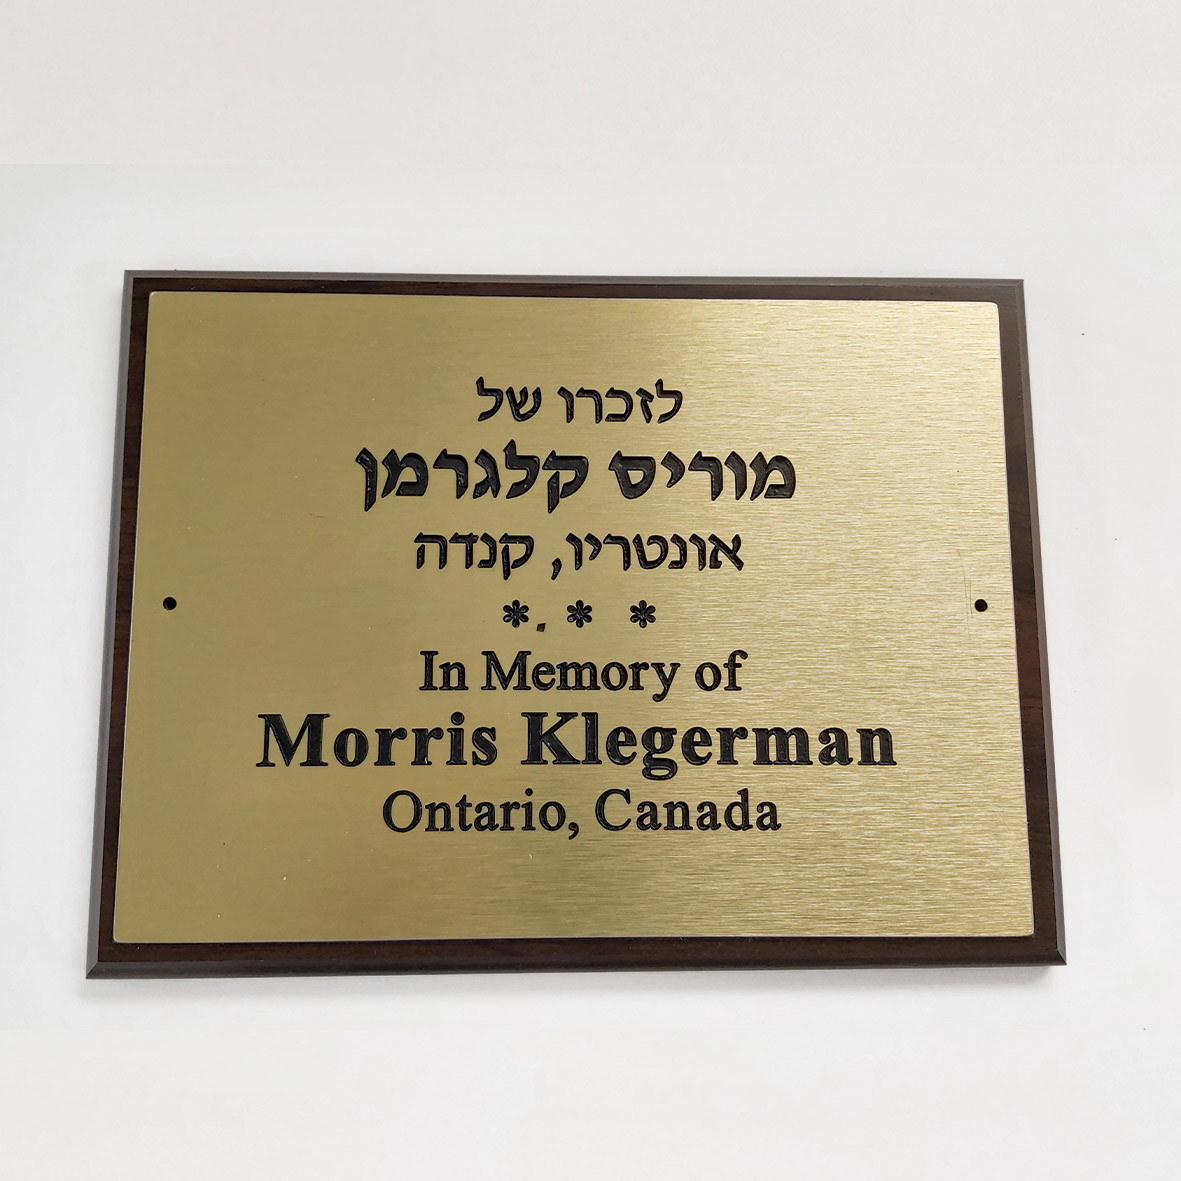 לזכרו של
מוריס קלגרמן
אונטריו, קנדה
* * *
In Memory of
Morris Klegerman
Ontario, Canada